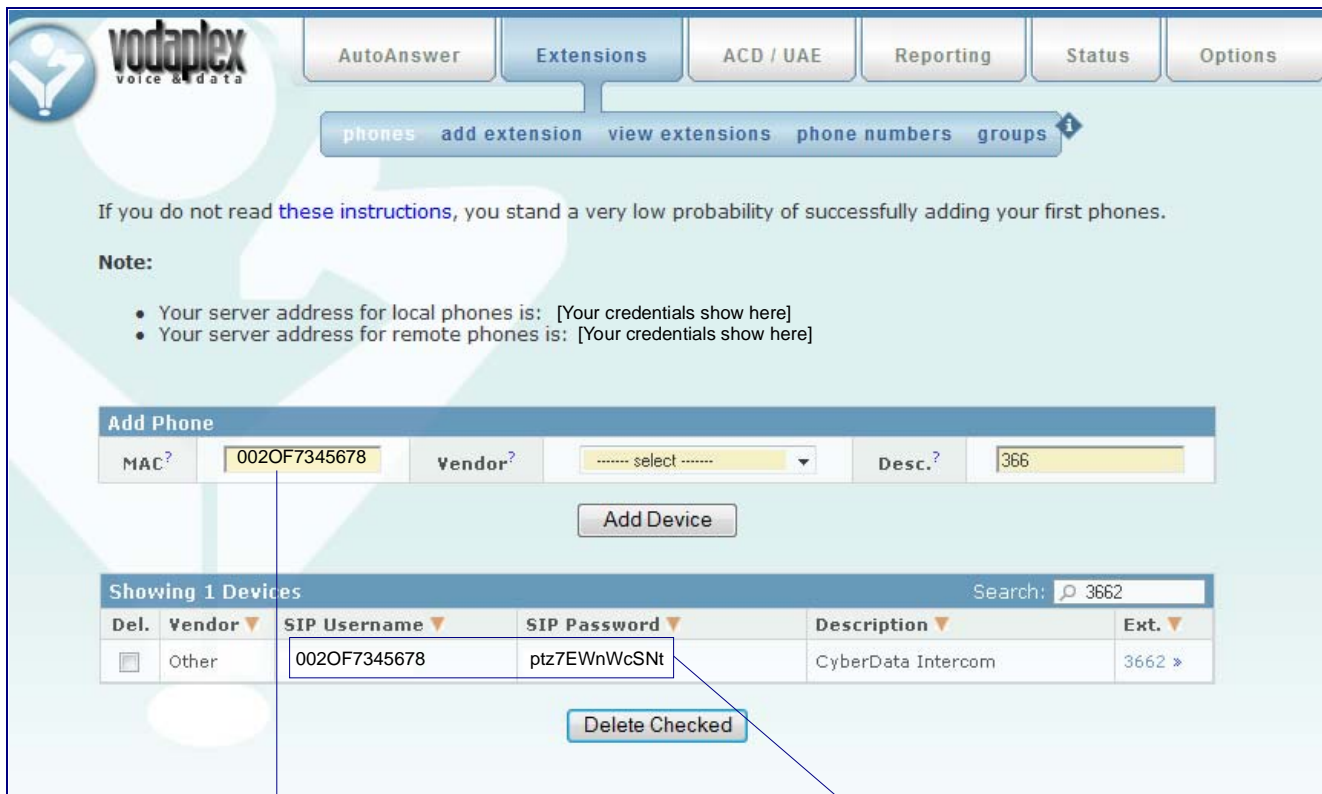 vodaplex
voice & data
AutoAnswer Extensions ACD / UAE Reporting Status Options
phones add extension view extensions phone numbers groups i
If you do not read these instructions, you stand a very low probability of successfully adding your first phones.
Note:
• Your server address for local phones is: [Your credentials show here]
• Your server address for remote phones is: [Your credentials show here]
Add Phone
MAC? 002OF7345678 Vendor? ------- select ------- Desc.? 366
Add Device
Showing 1 Devices Search: 3662
Del. Vendor SIP Username SIP Password Description Ext.
Other 002OF7345678 ptz7EWnWcSNt CyberData Intercom 3662 »
Delete Checked